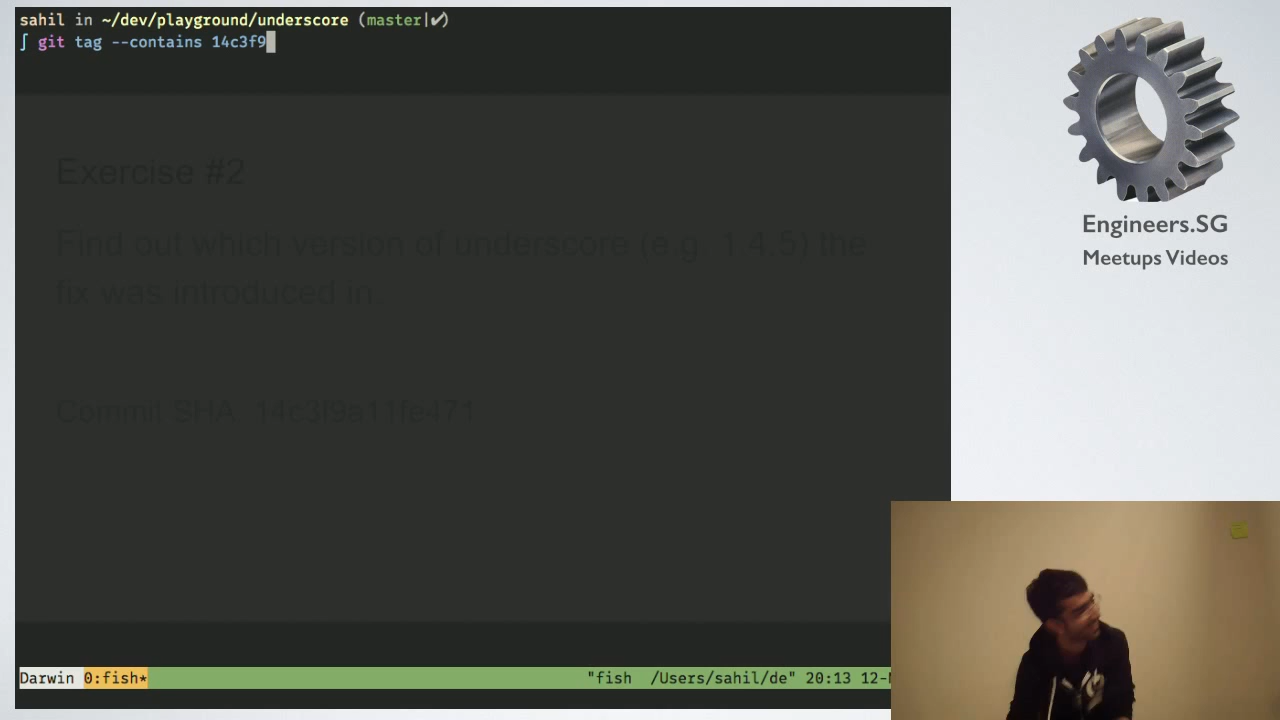 sahil in ~/dev/playground/underscore (master|✔)
∫ git tag --contains 14c3f9
Exercise #2
Find out which version of underscore (e.g. 1.4.5) the
fix was introduced in.
Commit SHA: 14c3f9a11fe471
Darwin 0:fish* "fish /Users/sahil/de" 20:13 12-
Engineers.SG
Meetups Videos